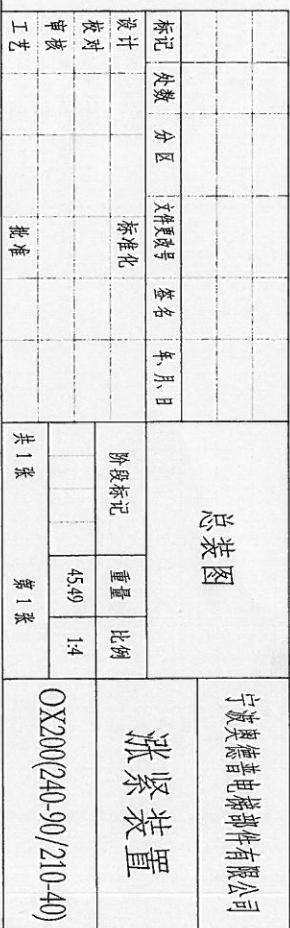 标记 处数 分区 文件更改号 签名 年、月、日
设计 标准化
校对
审核
工艺 批准
总装图
阶段标记 重量 比例
45.49 1:4
共1张 第1张
宁波奥德普电梯部件有限公司
涨紧装置
OX200(240-90/210-40)